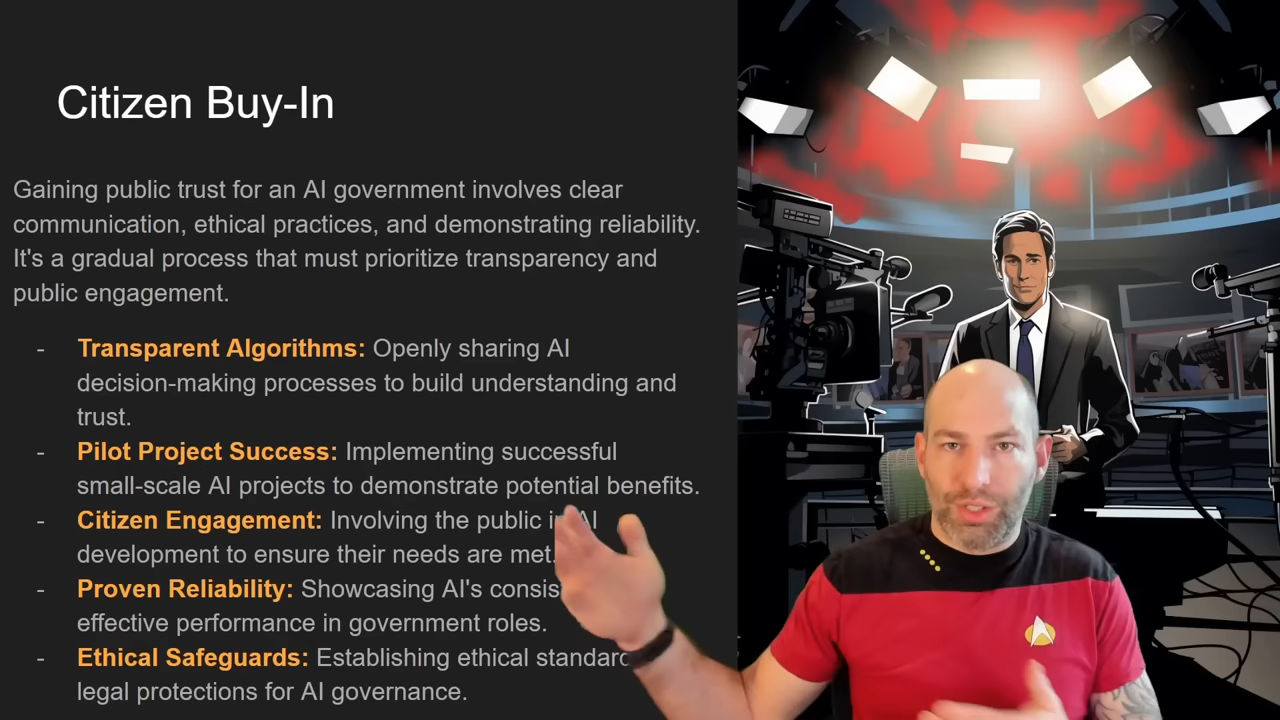 Citizen Buy-In
Gaining public trust for an AI government involves clear
communication, ethical practices, and demonstrating reliability.
It's a gradual process that must prioritize transparency and
public engagement.
- Transparent Algorithms: Openly sharing AI
decision-making processes to build understanding and
trust.
- Pilot Project Success: Implementing successful
small-scale AI projects to demonstrate potential benefits.
- Citizen Engagement: Involving the public AI
development to ensure their needs are met.
- Proven Reliability: Showcasing AI's
effective performance in government roles.
- Ethical Safeguards: Establishing ethical
legal protections for AI governance.